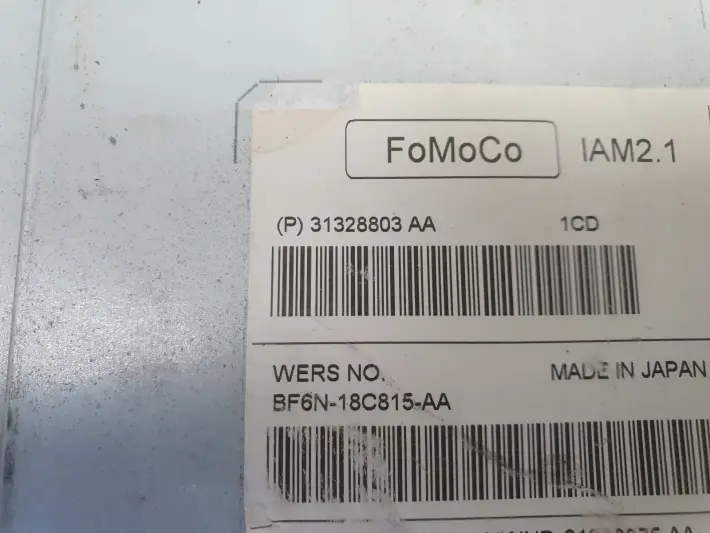 FoMoCo IAM2.1
(P) 31328803 AA 1CD
WERS NO. MADE IN JAPAN
BF6N-18C815-AA